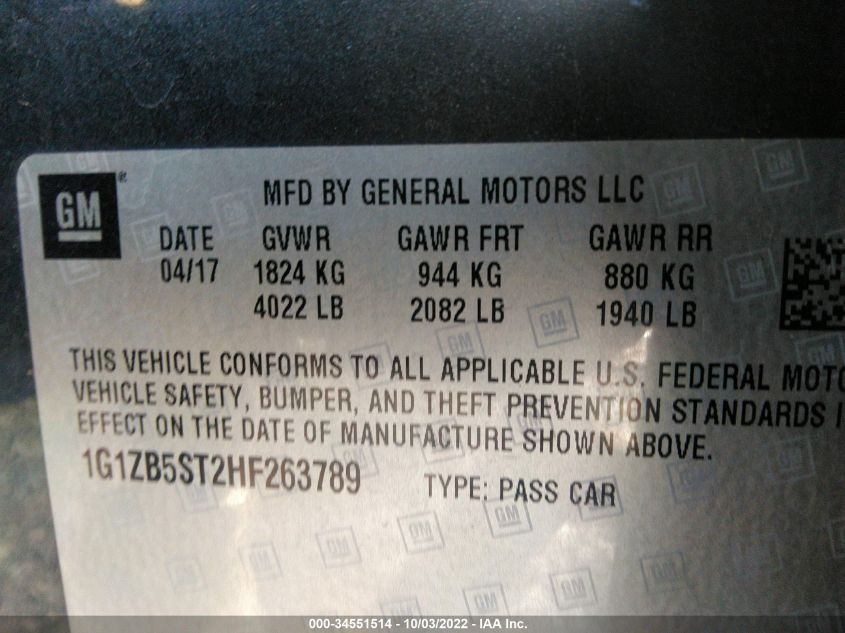 GM
MFD BY GENERAL MOTORS LLC
DATE GVWR GAWR FRT GAWR RR
04/17 1824 KG 944 KG 880 KG
4022 LB 2082 LB 1940 LB
THIS VEHICLE CONFORMS TO ALL APPLICABLE U.S. FEDERAL
VEHICLE SAFETY, BUMPER, AND THEFT PREVENTION STANDARDS
EFFECT ON THE DATE OF MANUFACTURE SHOWN ABOVE.
1G1ZB5ST2HF263789 TYPE: PASS CAR
000-34551514 - 10/03/2022 - IAA Inc.